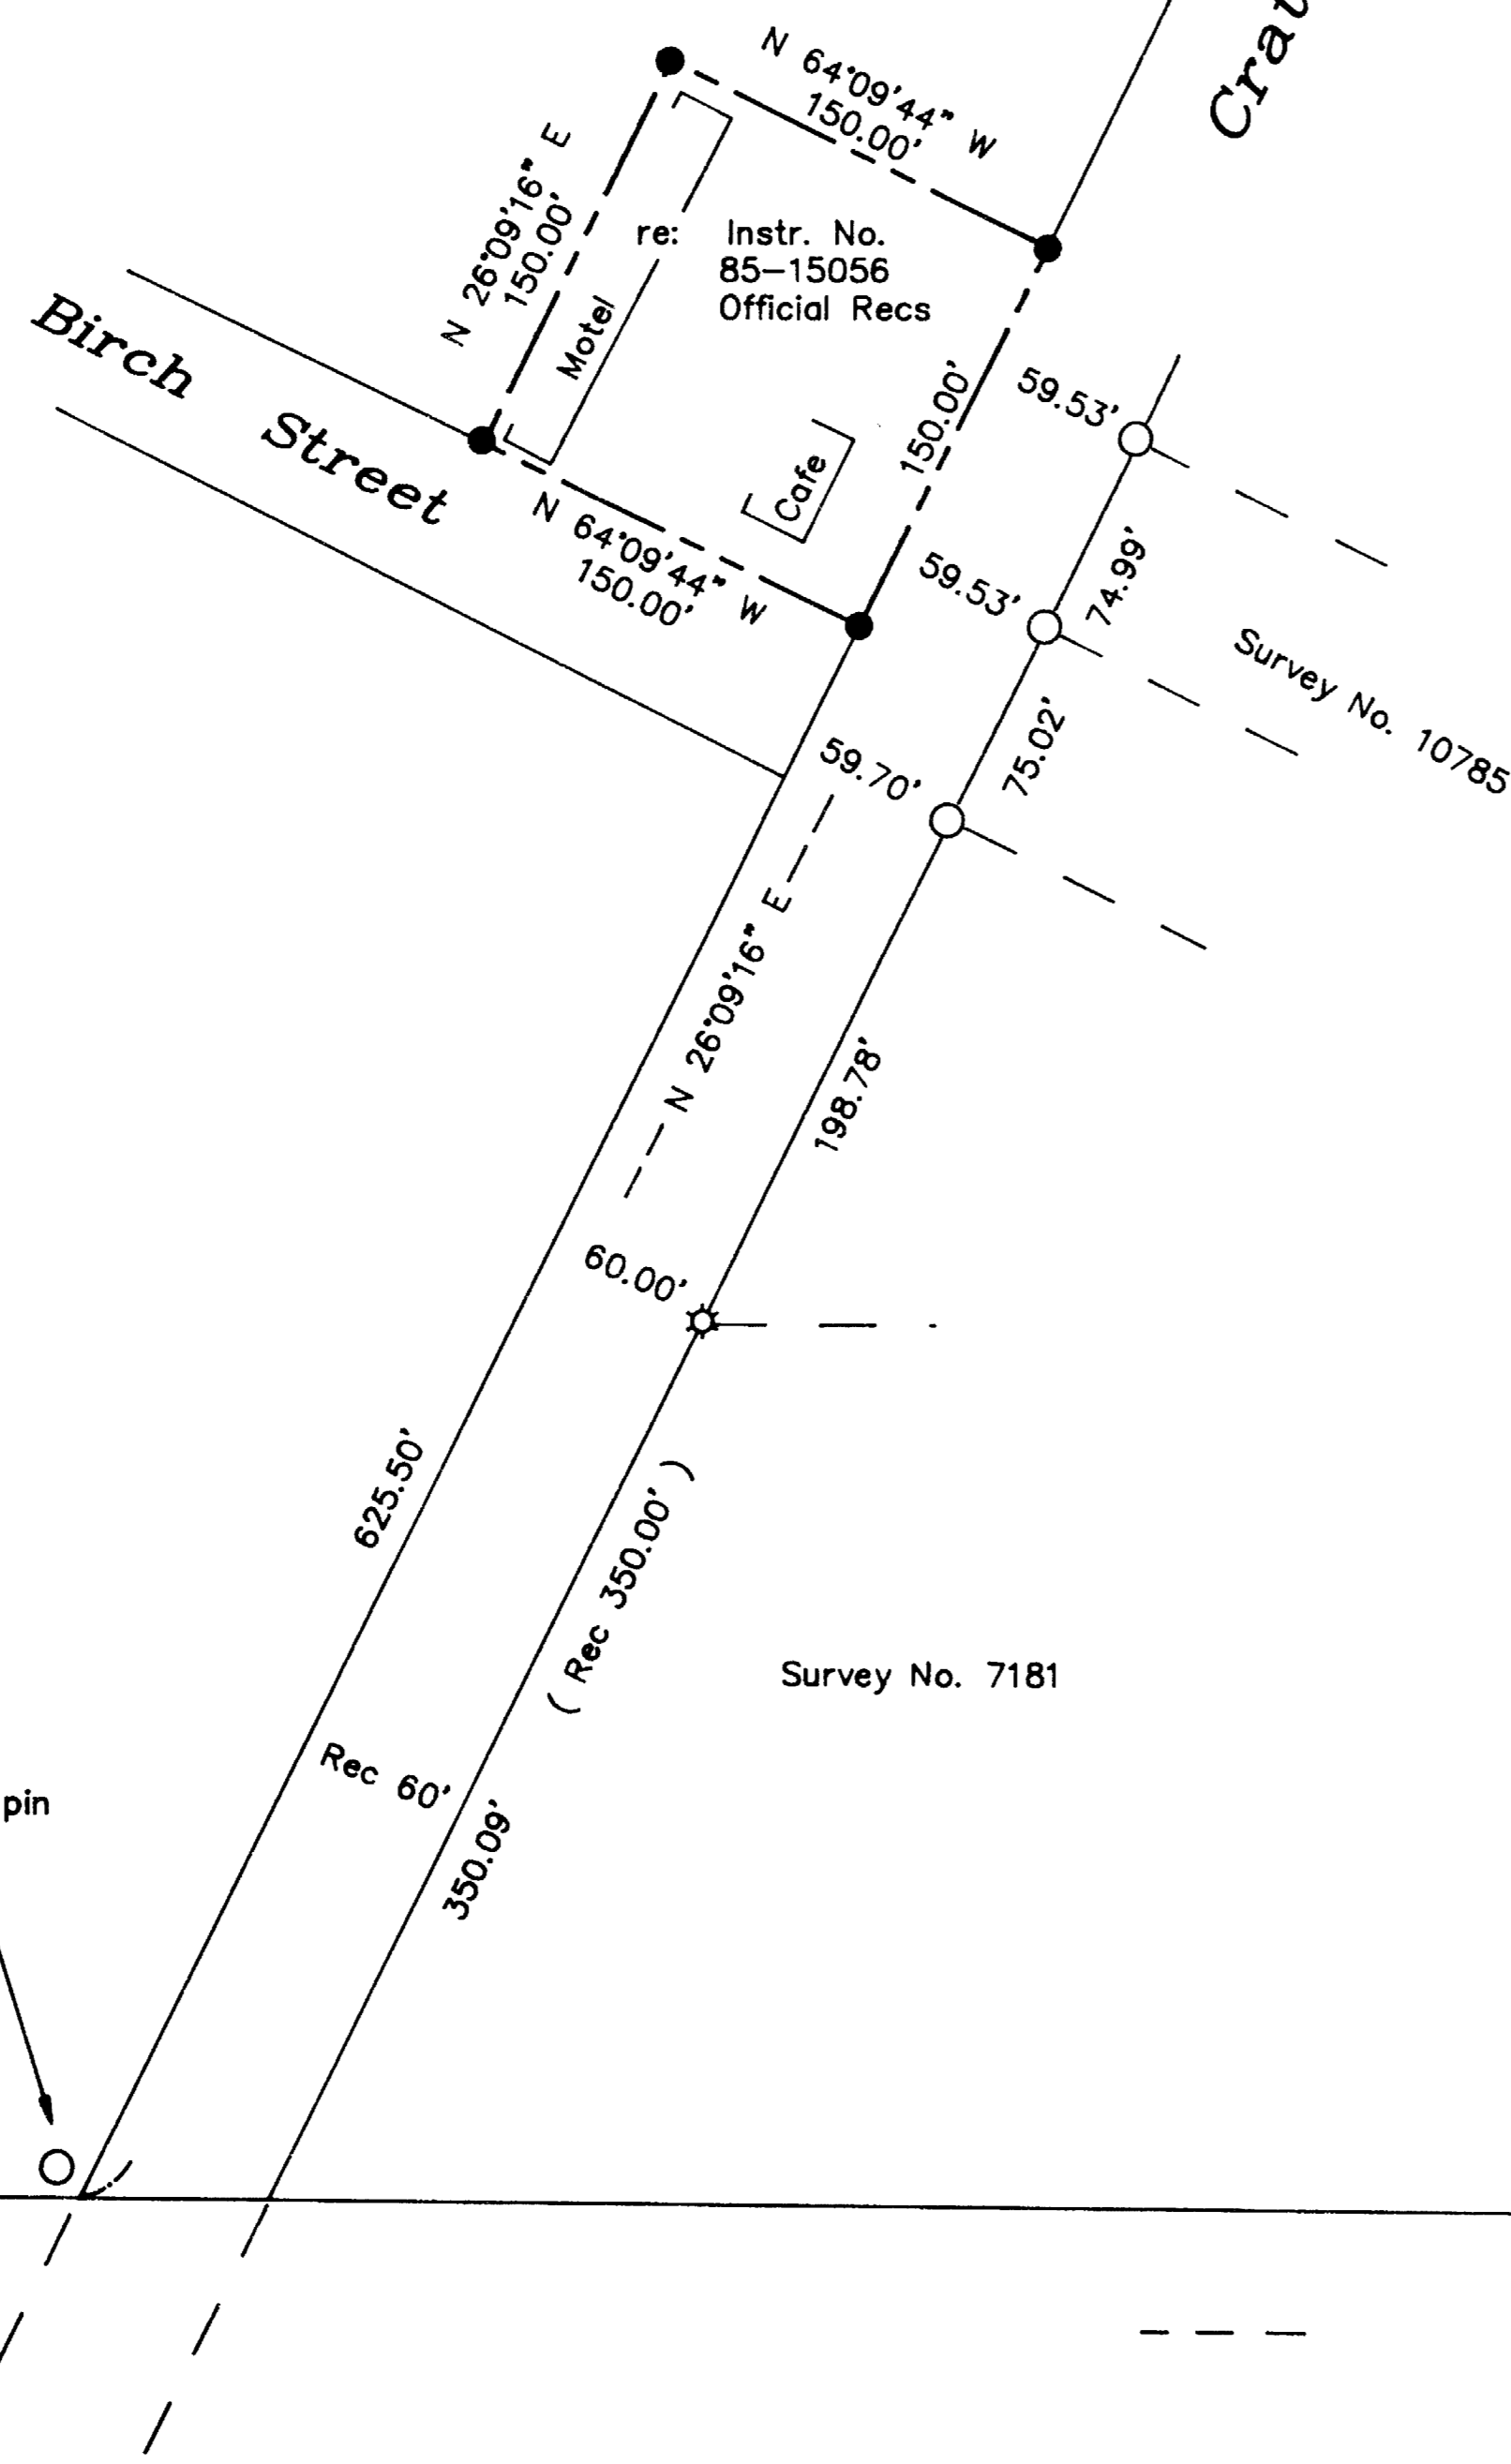 N 64°09'44" W
150.00'
N 26°09'16" E
150.00'
re: Instr. No.
85-15056
Official Recs
Motel
Birch Street
Cafe
150.00'
N 64°09'44" W
150.00'
59.53'
59.53'
74.99'
Survey No. 10785
75.02'
59.70'
N 26°09'16" E
198.78'
60.00'
625.50'
( Rec 350.00' )
Survey No. 7181
Rec 60'
350.09'
pin